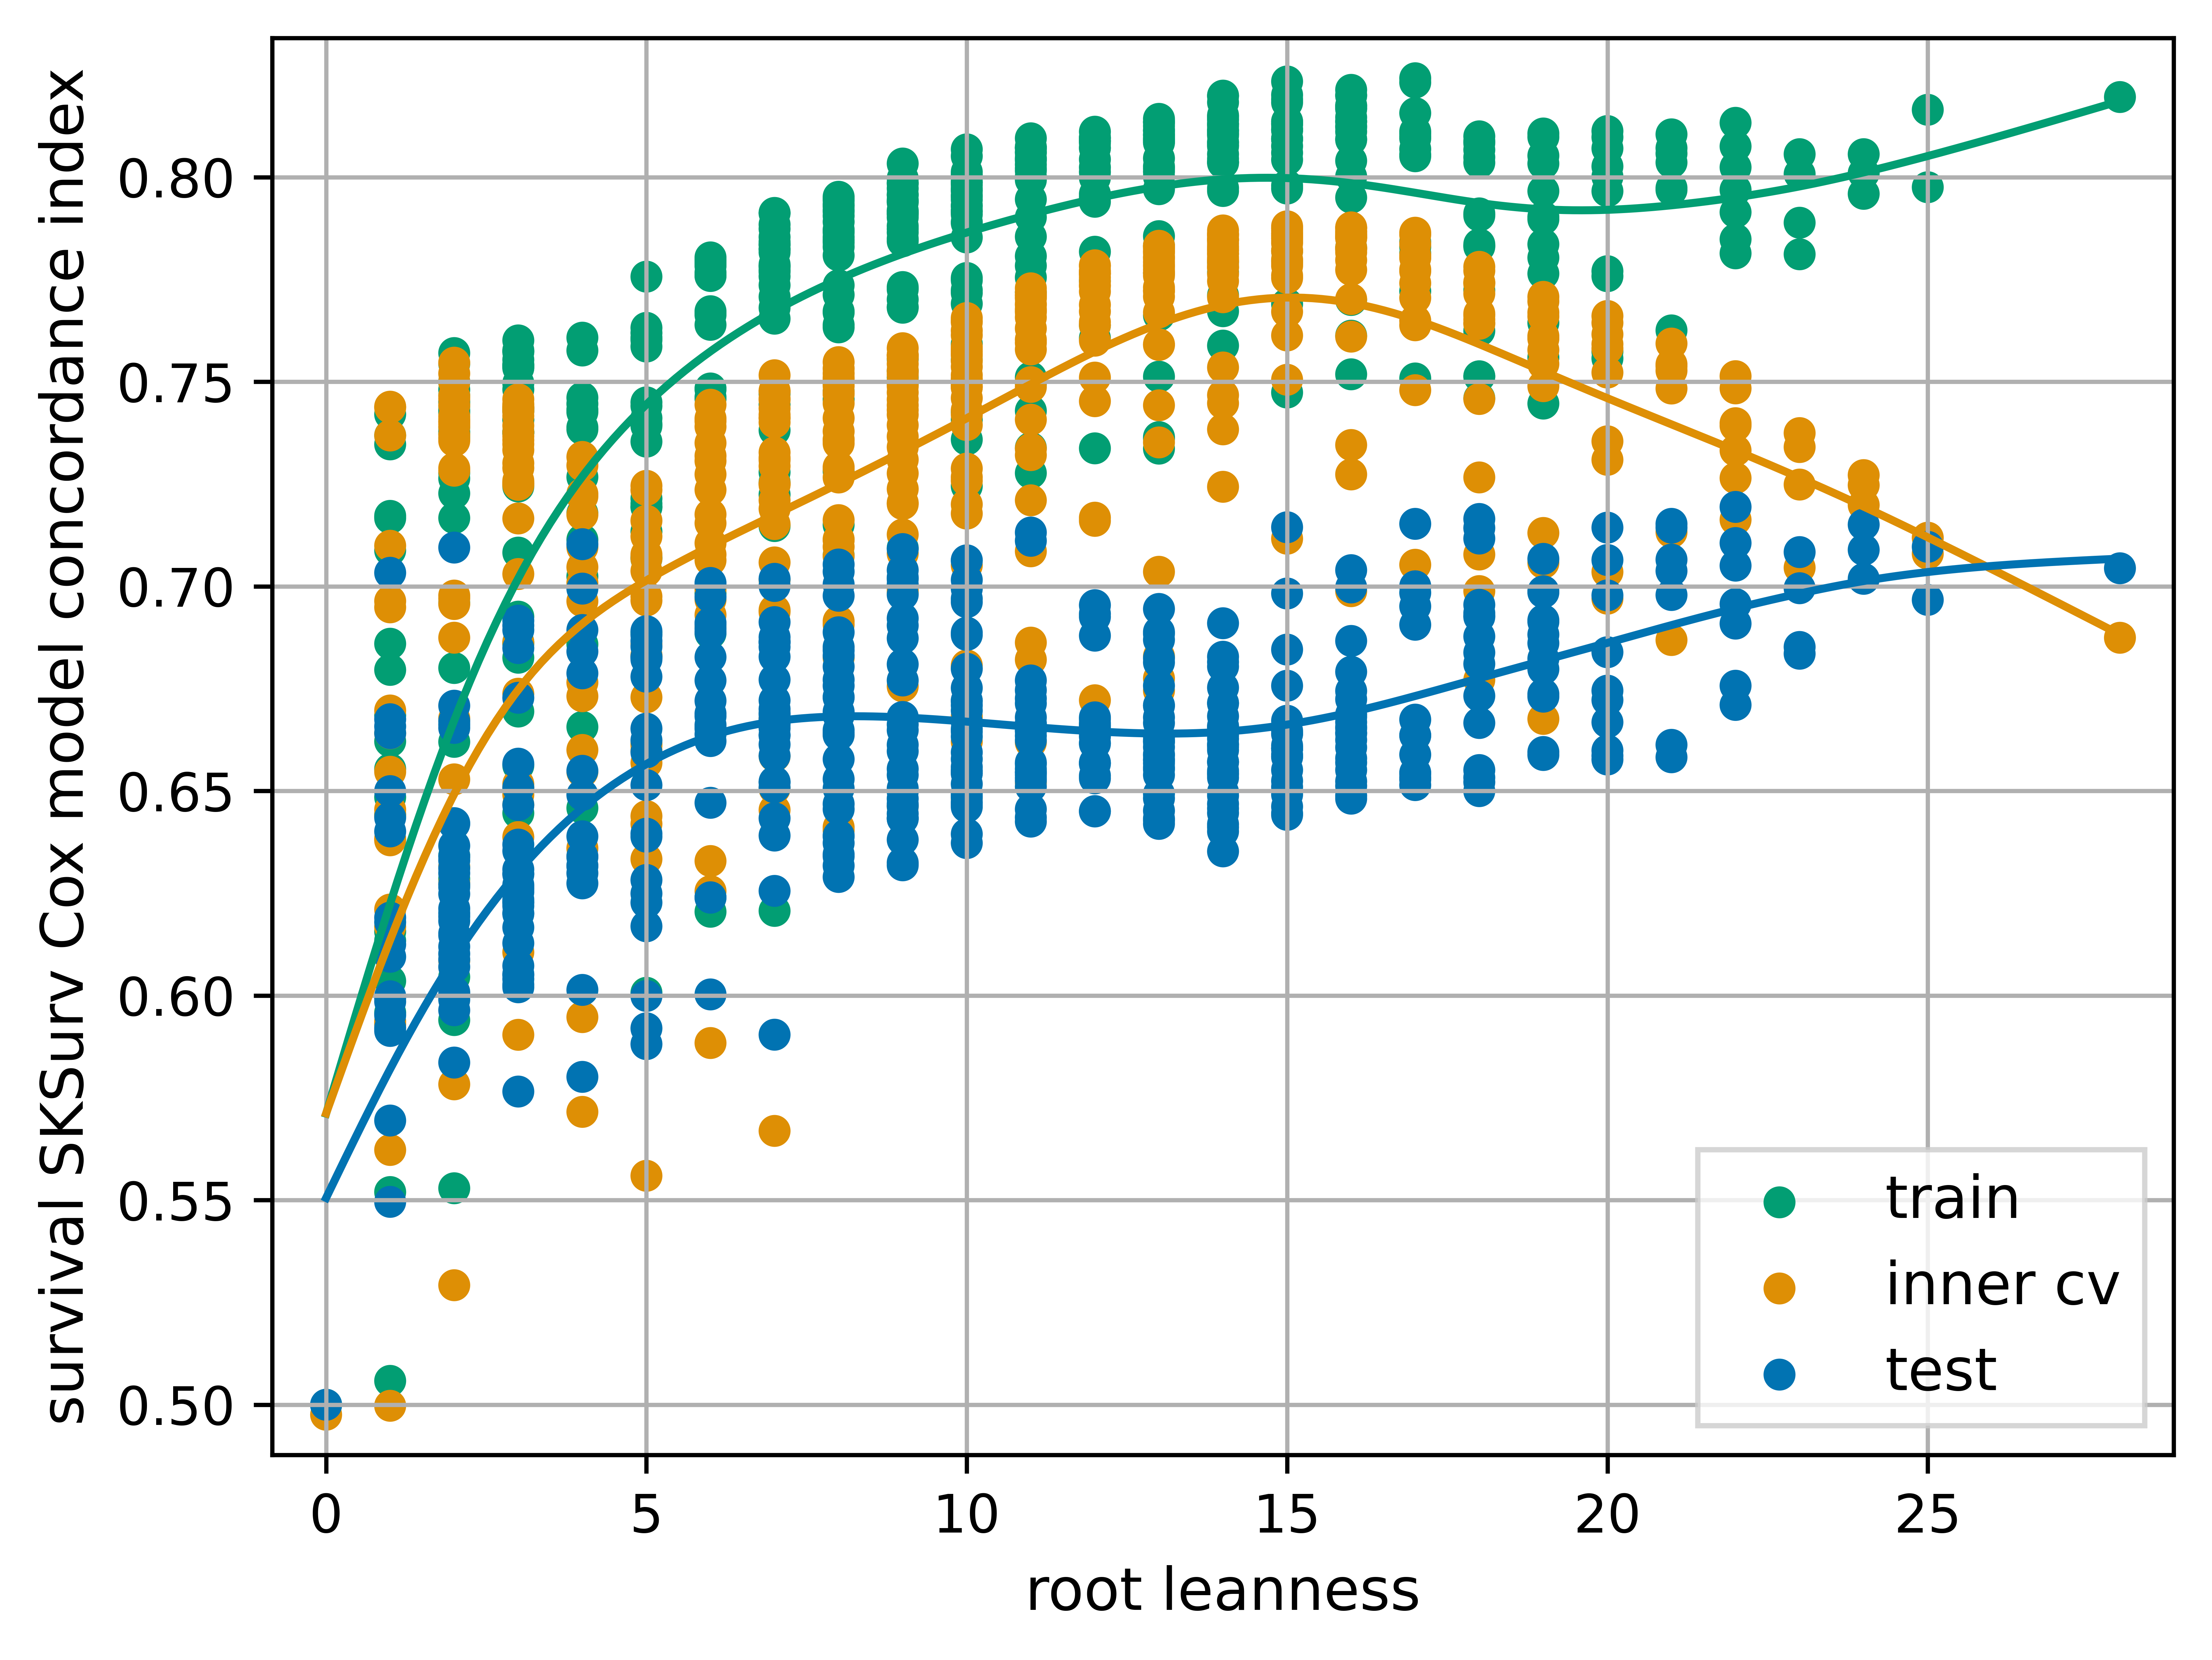 survival SKSurv Cox model concordance index
0.80
0.75
0.70
0.65
0.60
0.55
0.50
0
5
10
15
20
25
root leanness
train
inner cv
test